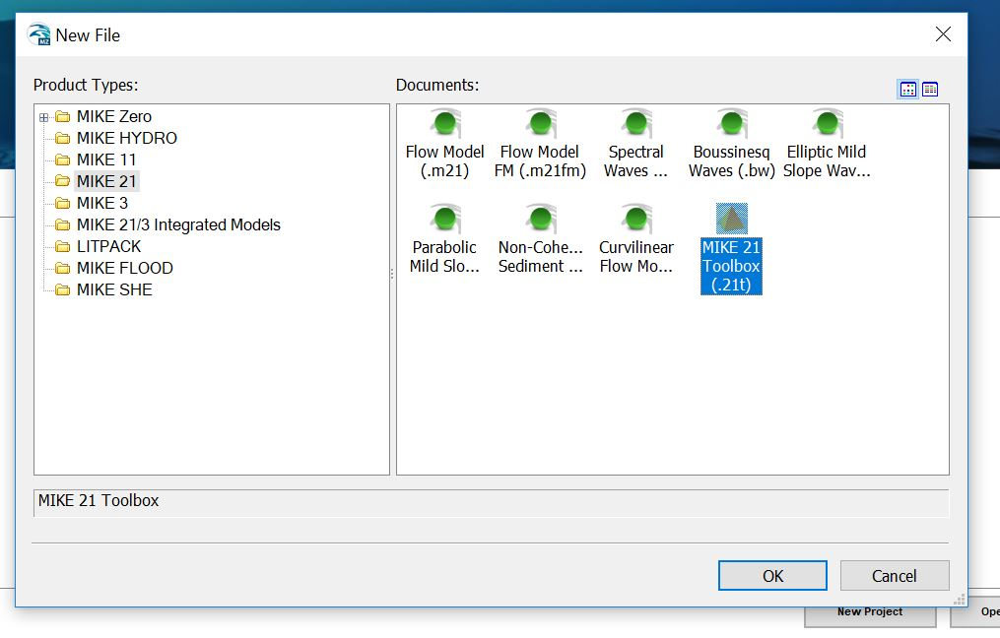 New File
Product Types:
MIKE Zero
MIKE HYDRO
MIKE 11
MIKE 21
MIKE 3
MIKE 21/3 Integrated Models
LITPACK
MIKE FLOOD
MIKE SHE
Documents:
Flow Model
(.m21)
Flow Model
FM (.m21fm)
Spectral
Waves ...
Boussinesq
Waves (.bw)
Elliptic Mild
Slope Wav...
Parabolic
Mild Slo...
Non-Cohe...
Sediment ...
Curvilinear
Flow Mo...
MIKE 21
Toolbox
(.21t)
MIKE 21 Toolbox
OK
Cancel
New Project
Ope